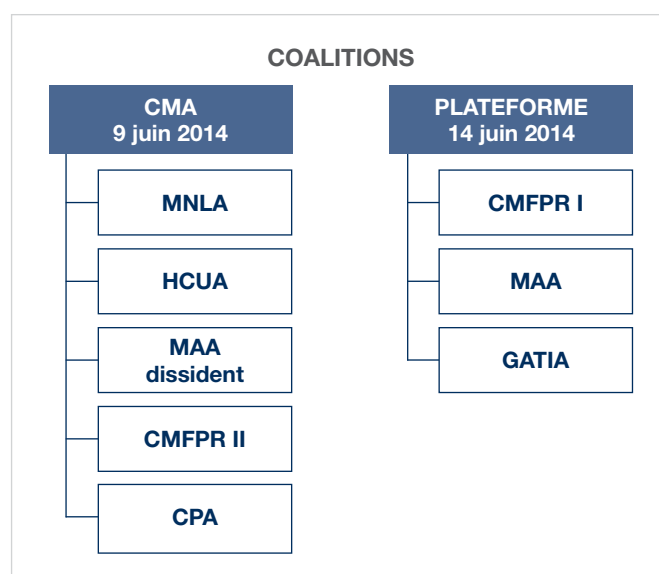 COALITIONS
CMA
9 juin 2014
MNLA
HCUA
MAA
dissident
CMFPR II
CPA
PLATEFORME
14 juin 2014
CMFPR I
MAA
GATIA